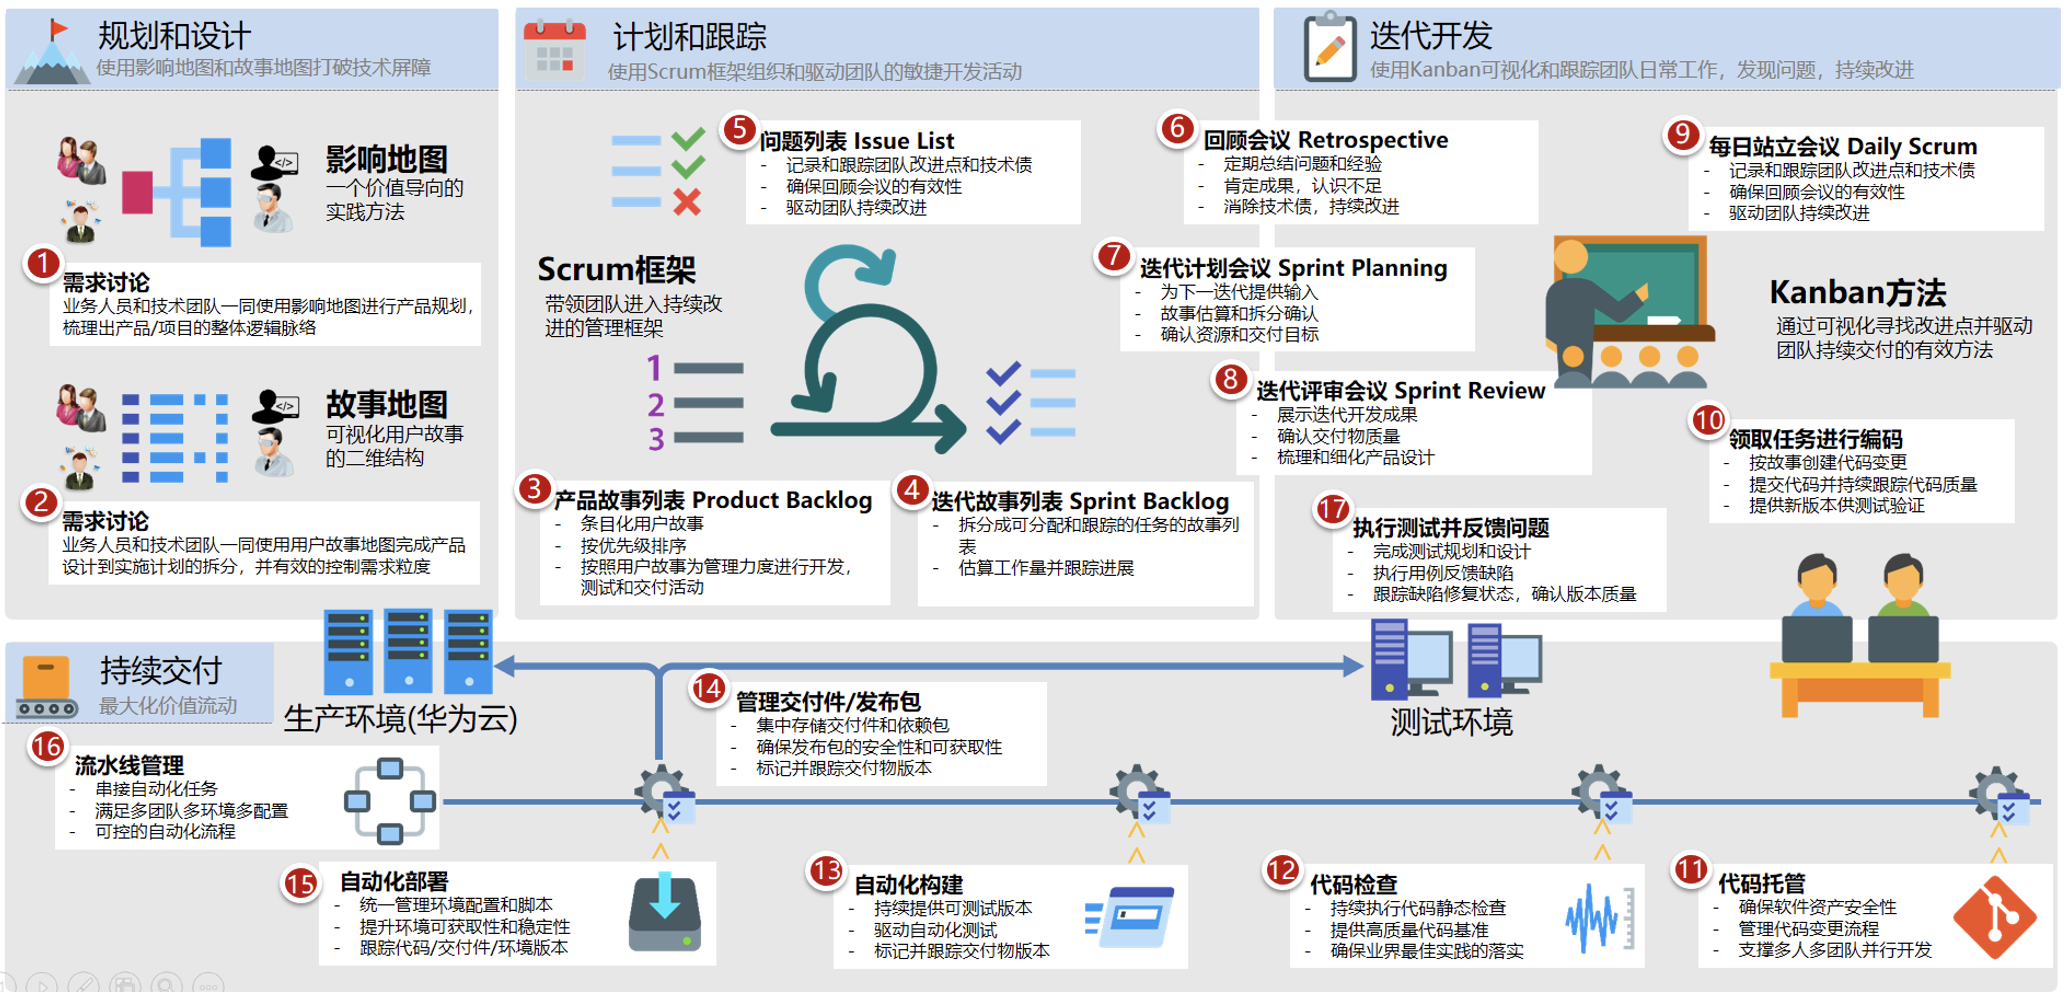 规划和设计
使用影响地图和故事地图打破技术屏障
影响地图
一个价值导向的
实践方法
1
需求讨论
业务人员和技术团队一同使用影响地图进行产品规划，
梳理出产品/项目的整体逻辑脉络
故事地图
可视化用户故事
的二维结构
2
需求讨论
业务人员和技术团队一同使用用户故事地图完成产品
设计到实施计划的拆分，并有效的控制需求粒度
计划和跟踪
使用Scrum框架组织和驱动团队的敏捷开发活动
5
问题列表 Issue List
- 记录和跟踪团队改进点和技术债
- 确保回顾会议的有效性
- 驱动团队持续改进
Scrum框架
带领团队进入持续改
进的管理框架
1
2
3
3
产品故事列表 Product Backlog
- 条目化用户故事
- 按优先级排序
- 按照用户故事为管理力度进行开发，
测试和交付活动
4
迭代故事列表 Sprint Backlog
- 拆分成可分配和跟踪的任务的故事列
表
- 估算工作量并跟踪进展
6
回顾会议 Retrospective
- 定期总结问题和经验
- 肯定成果，认识不足
- 消除技术债，持续改进
7
迭代计划会议 Sprint Planning
- 为下一迭代提供输入
- 故事估算和拆分确认
- 确认资源和交付目标
8
迭代评审会议 Sprint Review
- 展示迭代开发成果
- 确认交付物质量
- 梳理和细化产品设计
迭代开发
使用Kanban可视化和跟踪团队日常工作，发现问题，持续改进
9
每日站立会议 Daily Scrum
- 记录和跟踪团队改进点和技术债
- 确保回顾会议的有效性
- 驱动团队持续改进
Kanban方法
通过可视化寻找改进点并驱动
团队持续交付的有效方法
10
领取任务进行编码
- 按故事创建代码变更
- 提交代码并持续跟踪代码质量
- 提供新版本供测试验证
17
执行测试并反馈问题
- 完成测试规划和设计
- 执行用例反馈缺陷
- 跟踪缺陷修复状态，确认版本质量
持续交付
最大化价值流动
生产环境(华为云)
测试环境
14
管理交付件/发布包
- 集中存储交付件和依赖包
- 确保发布包的安全性和可获取性
- 标记并跟踪交付物版本
16
流水线管理
- 串接自动化任务
- 满足多团队多环境多配置
- 可控的自动化流程
15
自动化部署
- 统一管理环境配置和脚本
- 提升环境可获取性和稳定性
- 跟踪代码/交付件/环境版本
13
自动化构建
- 持续提供可测试版本
- 驱动自动化测试
- 标记并跟踪交付物版本
12
代码检查
- 持续执行代码静态检查
- 提供高质量代码基准
- 确保业界最佳实践的落实
11
代码托管
- 确保软件资产安全性
- 管理代码变更流程
- 支撑多人多团队并行开发